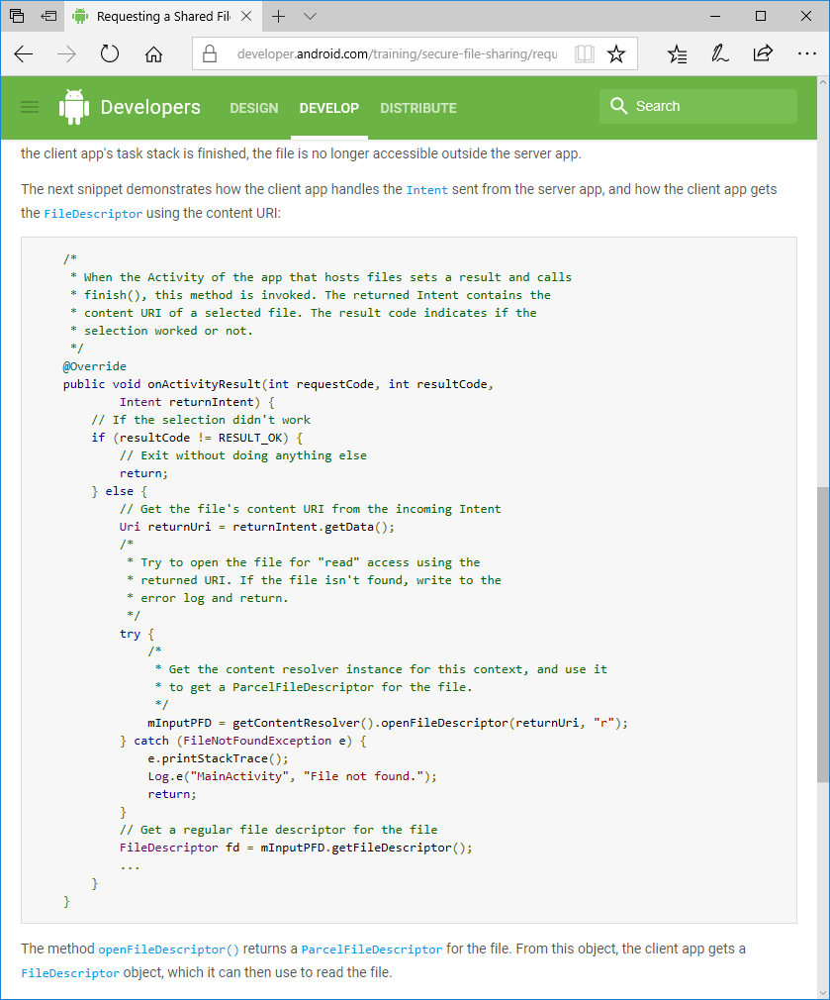 Requesting a Shared Fil
developer.android.com/training/secure-file-sharing/requ
Developers
DESIGN
DEVELOP
DISTRIBUTE
Search
the client app's task stack is finished, the file is no longer accessible outside the server app.
The next snippet demonstrates how the client app handles the Intent sent from the server app, and how the client app gets
the FileDescriptor using the content URI:
/*
 * When the Activity of the app that hosts files sets a result and calls
 * finish(), this method is invoked. The returned Intent contains the
 * content URI of a selected file. The result code indicates if the
 * selection worked or not.
 */
@Override
public void onActivityResult(int requestCode, int resultCode,
        Intent returnIntent) {
    // If the selection didn't work
    if (resultCode != RESULT_OK) {
        // Exit without doing anything else
        return;
    } else {
        // Get the file's content URI from the incoming Intent
        Uri returnUri = returnIntent.getData();
        /*
         * Try to open the file for "read" access using the
         * returned URI. If the file isn't found, write to the
         * error log and return.
         */
        try {
            /*
             * Get the content resolver instance for this context, and use it
             * to get a ParcelFileDescriptor for the file.
             */
            mInputPFD = getContentResolver().openFileDescriptor(returnUri, "r");
        } catch (FileNotFoundException e) {
            e.printStackTrace();
            Log.e("MainActivity", "File not found.");
            return;
        }
        // Get a regular file descriptor for the file
        FileDescriptor fd = mInputPFD.getFileDescriptor();
        ...
    }
}
The method openFileDescriptor() returns a ParcelFileDescriptor for the file. From this object, the client app gets a
FileDescriptor object, which it can then use to read the file.